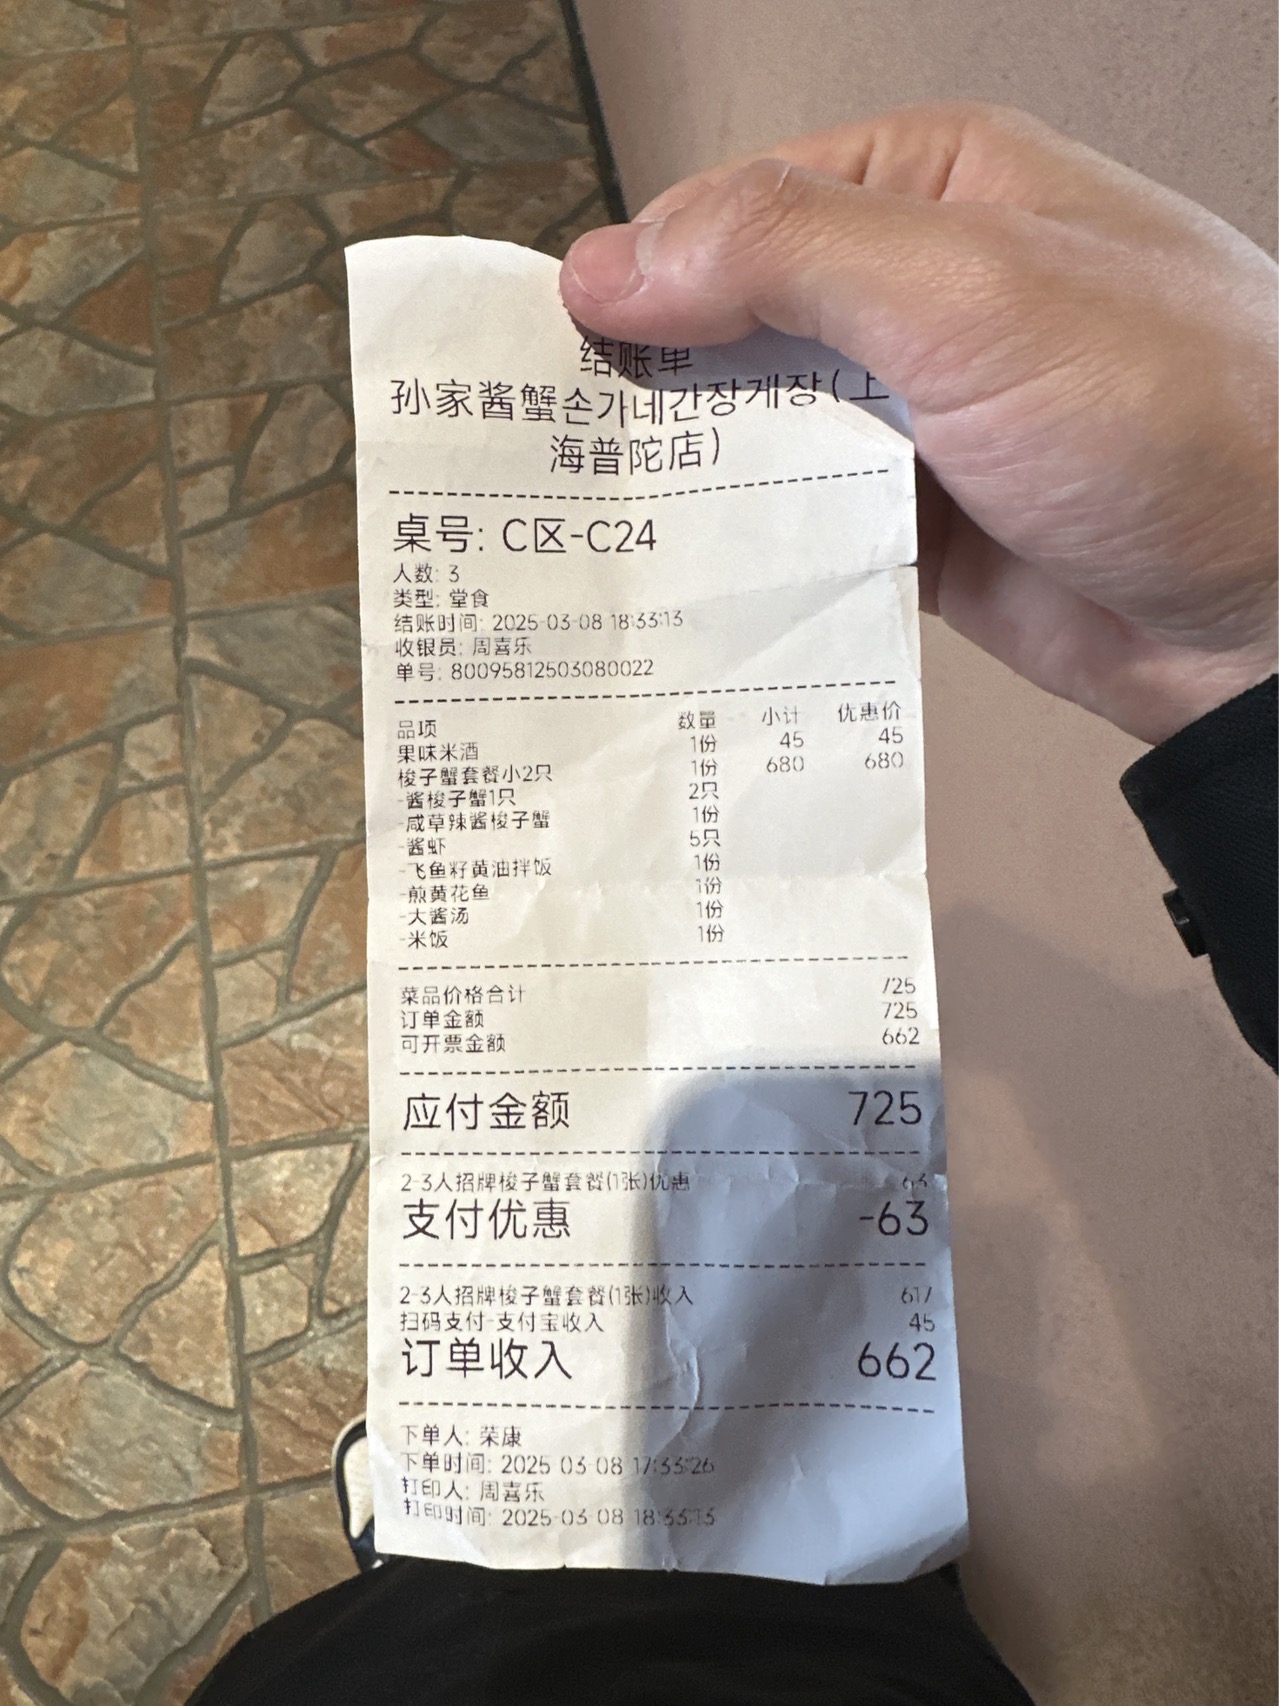 结账单
孙家酱蟹손가네간장게장(上
海普陀店)
桌号: C区-C24
人数: 3
类型: 堂食
结账时间: 2025-03-08 18:33:13
收银员: 周喜乐
单号: 80095812503080022
品项 数量 小计 优惠价
果味米酒 1份 45 45
梭子蟹套餐小2只 1份 680 680
-酱梭子蟹1只 2只
-咸草辣酱梭子蟹 1份
-酱虾 5只
-飞鱼籽黄油拌饭 1份
-煎黄花鱼 1份
-大酱汤 1份
-米饭 1份
菜品价格合计 725
订单金额 725
可开票金额 662
应付金额 725
2-3人招牌梭子蟹套餐(1张)优惠 63
支付优惠 -63
2-3人招牌梭子蟹套餐(1张)收入 617
扫码支付-支付宝收入 45
订单收入 662
下单人: 荣康
下单时间: 2025-03-08 17:33:26
打印人: 周喜乐
打印时间: 2025-03-08 18:33:13